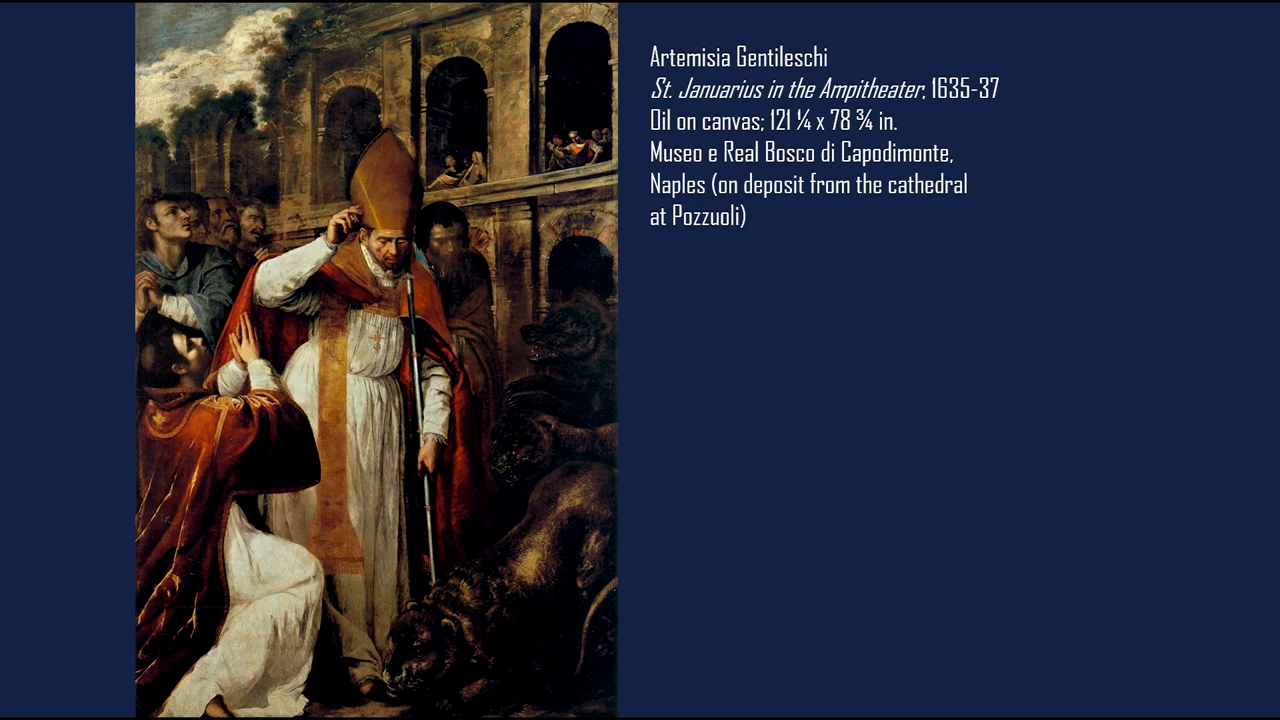 Artemisia Gentileschi
St. Januarius in the Ampitheater, 1635-37
Oil on canvas; 121 ¼ x 78 ¾ in.
Museo e Real Bosco di Capodimonte,
Naples (on deposit from the cathedral
at Pozzuoli)